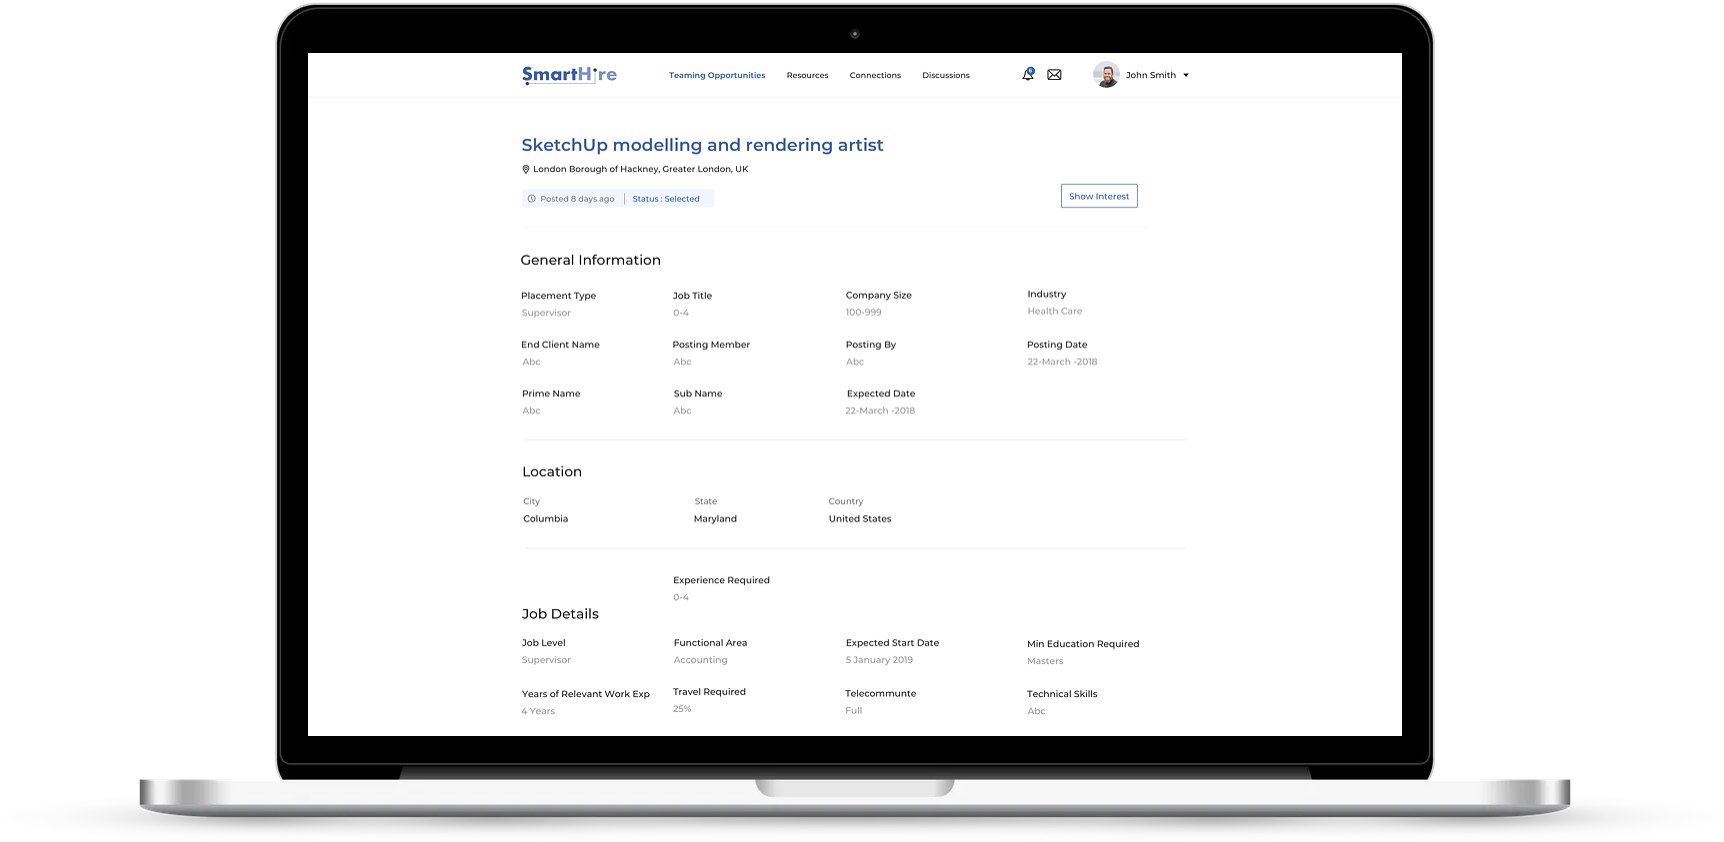 SmartHire Teaming Opportunities Resources Connections Discussions John Smith
SketchUp modelling and rendering artist
London Borough of Hackney, Greater London, UK
Posted 8 days ago Status : Selected Show Interest
General Information
Placement Type Job Title Company Size Industry
Supervisor 0-4 100-999 Health Care
End Client Name Posting Member Posting By Posting Date
Abc Abc Abc 22-March -2018
Prime Name Sub Name Expected Date
Abc Abc 22-March -2018
Location
City State Country
Columbia Maryland United States
Experience Required
0-4
Job Details
Job Level Functional Area Expected Start Date Min Education Required
Supervisor Accounting 5 January 2019 Masters
Years of Relevant Work Exp Travel Required Telecommunte Technical Skills
4 Years 25% Full Abc